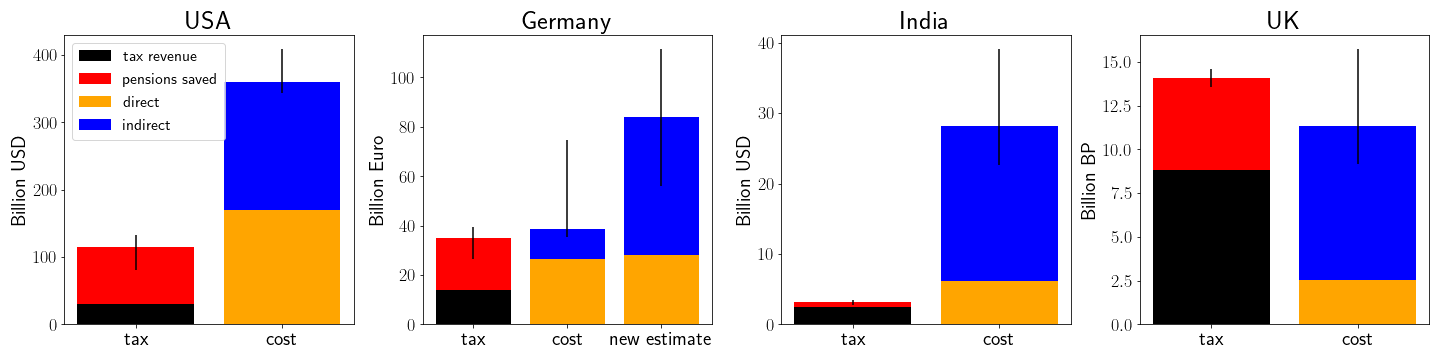 USA
Billion USD
400
300
200
100
0
tax revenue
pensions saved
direct
indirect
tax cost
Germany
Billion Euro
100
80
60
40
20
0
tax cost new estimate
India
Billion USD
40
30
20
10
0
tax cost
UK
Billion BP
15.0
12.5
10.0
7.5
5.0
2.5
0.0
tax cost